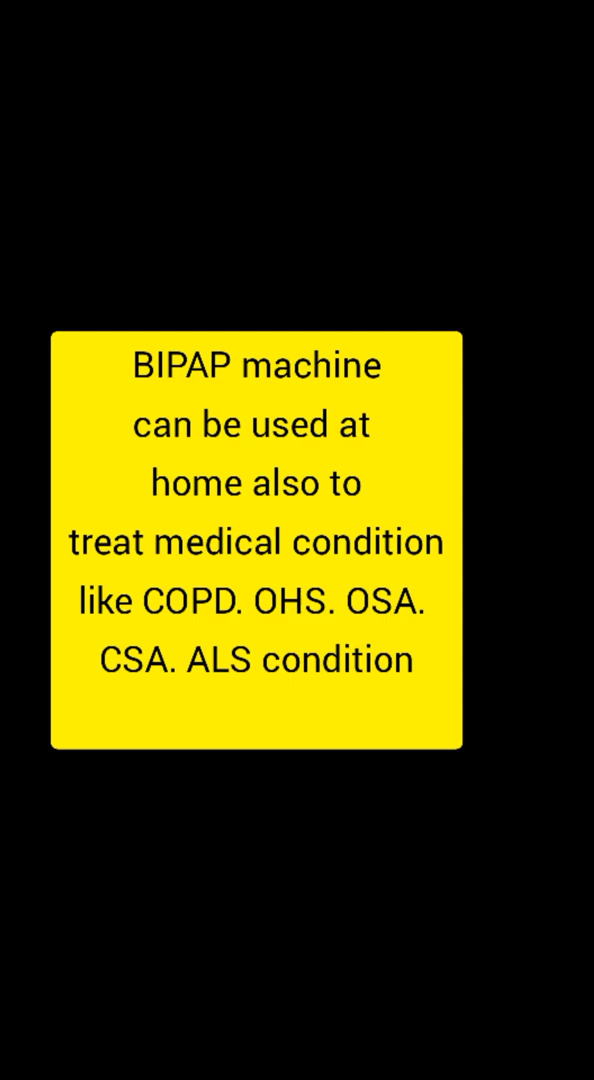 BIPAP machine
can be used at
home also to
treat medical condition
like COPD. OHS. OSA.
CSA. ALS condition